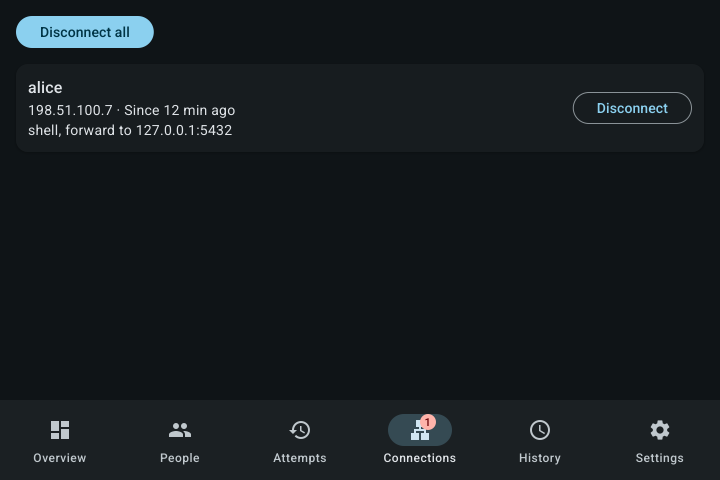 Disconnect all
alice
198.51.100.7 · Since 12 min ago
shell, forward to 127.0.0.1:5432
Disconnect
1
Overview
People
Attempts
Connections
History
Settings